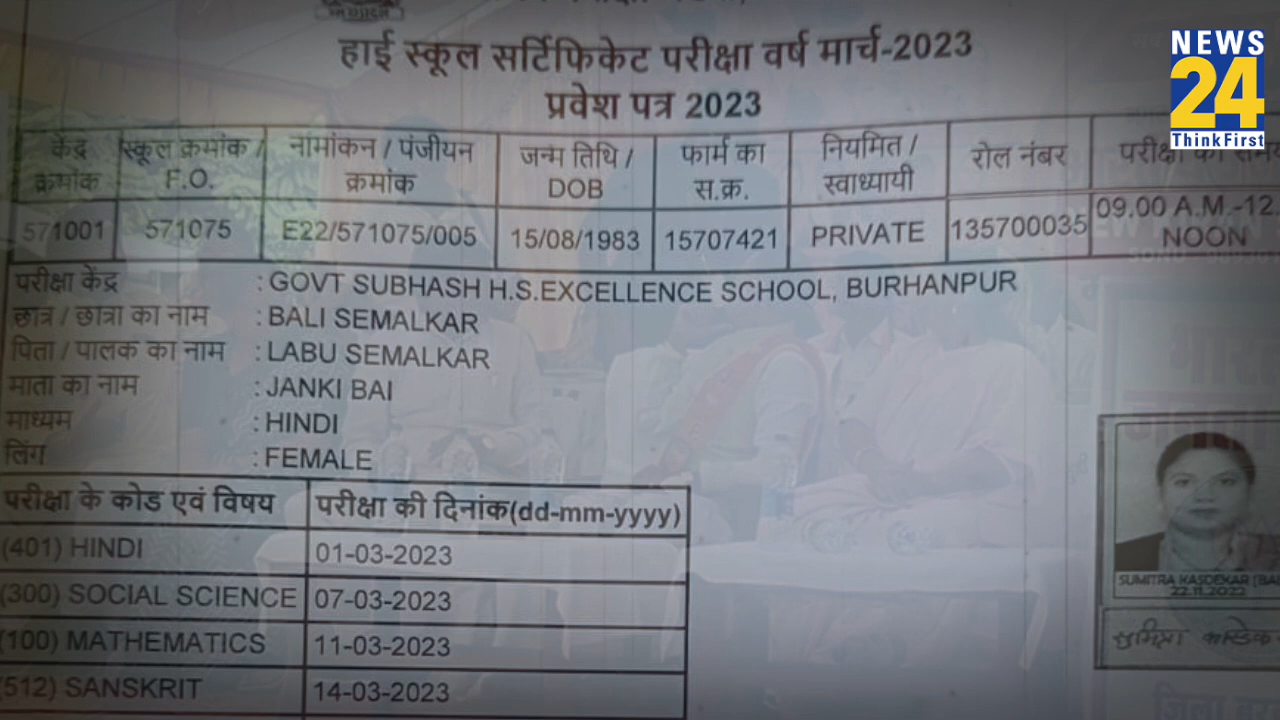 NEWS
24
Think First
हाई स्कूल सर्टिफिकेट परीक्षा वर्ष मार्च-2023
प्रवेश पत्र 2023
केंद्र क्रमांक
स्कूल क्रमांक / F.O.
नामांकन / पंजीयन क्रमांक
जन्म तिथि / DOB
फार्म का स.क्र.
नियमित / स्वाध्यायी
रोल नंबर
परीक्षा का समय
571001
571075
E22/571075/005
15/08/1983
15707421
PRIVATE
135700035
09.00 A.M.-12. NOON
परीक्षा केंद्र : GOVT SUBHASH H.S.EXCELLENCE SCHOOL, BURHANPUR
छात्र / छात्रा का नाम : BALI SEMALKAR
पिता / पालक का नाम : LABU SEMALKAR
माता का नाम : JANKI BAI
माध्यम : HINDI
लिंग : FEMALE
परीक्षा के कोड एवं विषय
परीक्षा की दिनांक(dd-mm-yyyy)
(401) HINDI 01-03-2023
(300) SOCIAL SCIENCE 07-03-2023
(100) MATHEMATICS 11-03-2023
(512) SANSKRIT 14-03-2023
SUMITRA KASDEKAR
22.11.2022